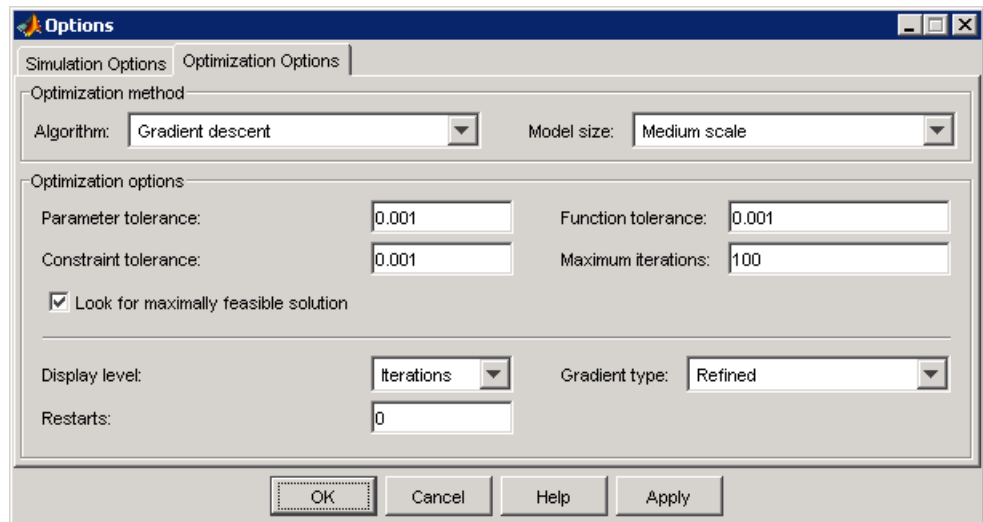 Options
Simulation Options Optimization Options
Optimization method
Algorithm: Gradient descent Model size: Medium scale
Optimization options
Parameter tolerance: 0.001 Function tolerance: 0.001
Constraint tolerance: 0.001 Maximum iterations: 100
Look for maximally feasible solution
Display level: Iterations Gradient type: Refined
Restarts: 0
OK Cancel Help Apply